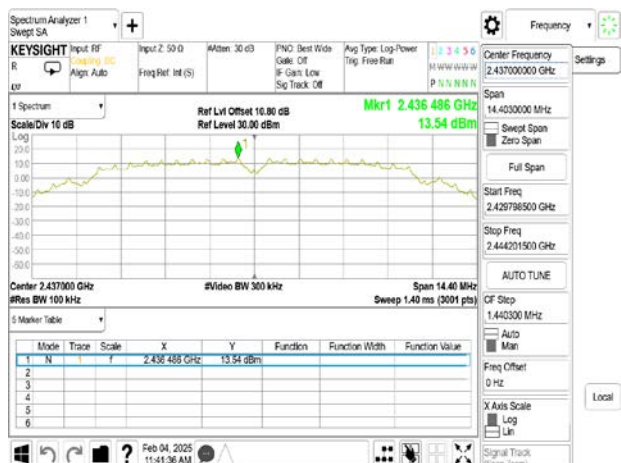 Spectrum Analyzer 1
Swept SA
Frequency
KEYSIGHT Input: RF
Coupling: DC
Align: Auto
Input Z: 50 Ω
Freq Ref: Int (S)
#Atten: 30 dB
PNO: Best Wide
Gate: Off
IF Gain: Low
Sig Track: Off
Avg Type: Log-Power
Trig: Free Run
1 2 3 4 5 6
M W W W W W
P N N N N N
R
Center Frequency
2.437000000 GHz
Settings
1 Spectrum
Scale/Div 10 dB
Ref Lvl Offset 10.80 dB
Ref Level 30.00 dBm
Mkr1 2.436 486 GHz
13.54 dBm
Log
20.0
10.0
0.00
-10.0
-20.0
-30.0
-40.0
-50.0
-60.0
1
Center 2.437000 GHz
#Res BW 100 kHz
#Video BW 300 kHz
Span 14.40 MHz
Sweep 1.40 ms (3001 pts)
Span
14.4030000 MHz
Swept Span
Zero Span
Full Span
Start Freq
2.429798500 GHz
Stop Freq
2.444201500 GHz
AUTO TUNE
CF Step
1.440300 MHz
Auto
Man
Freq Offset
0 Hz
X Axis Scale
Log
Lin
Signal Track
Local
5 Marker Table
Mode Trace Scale X Y Function Function Width Function Value
1 N 1 f 2.436 486 GHz 13.54 dBm
2
3
4
5
6
Feb 04, 2025
11:41:36 AM